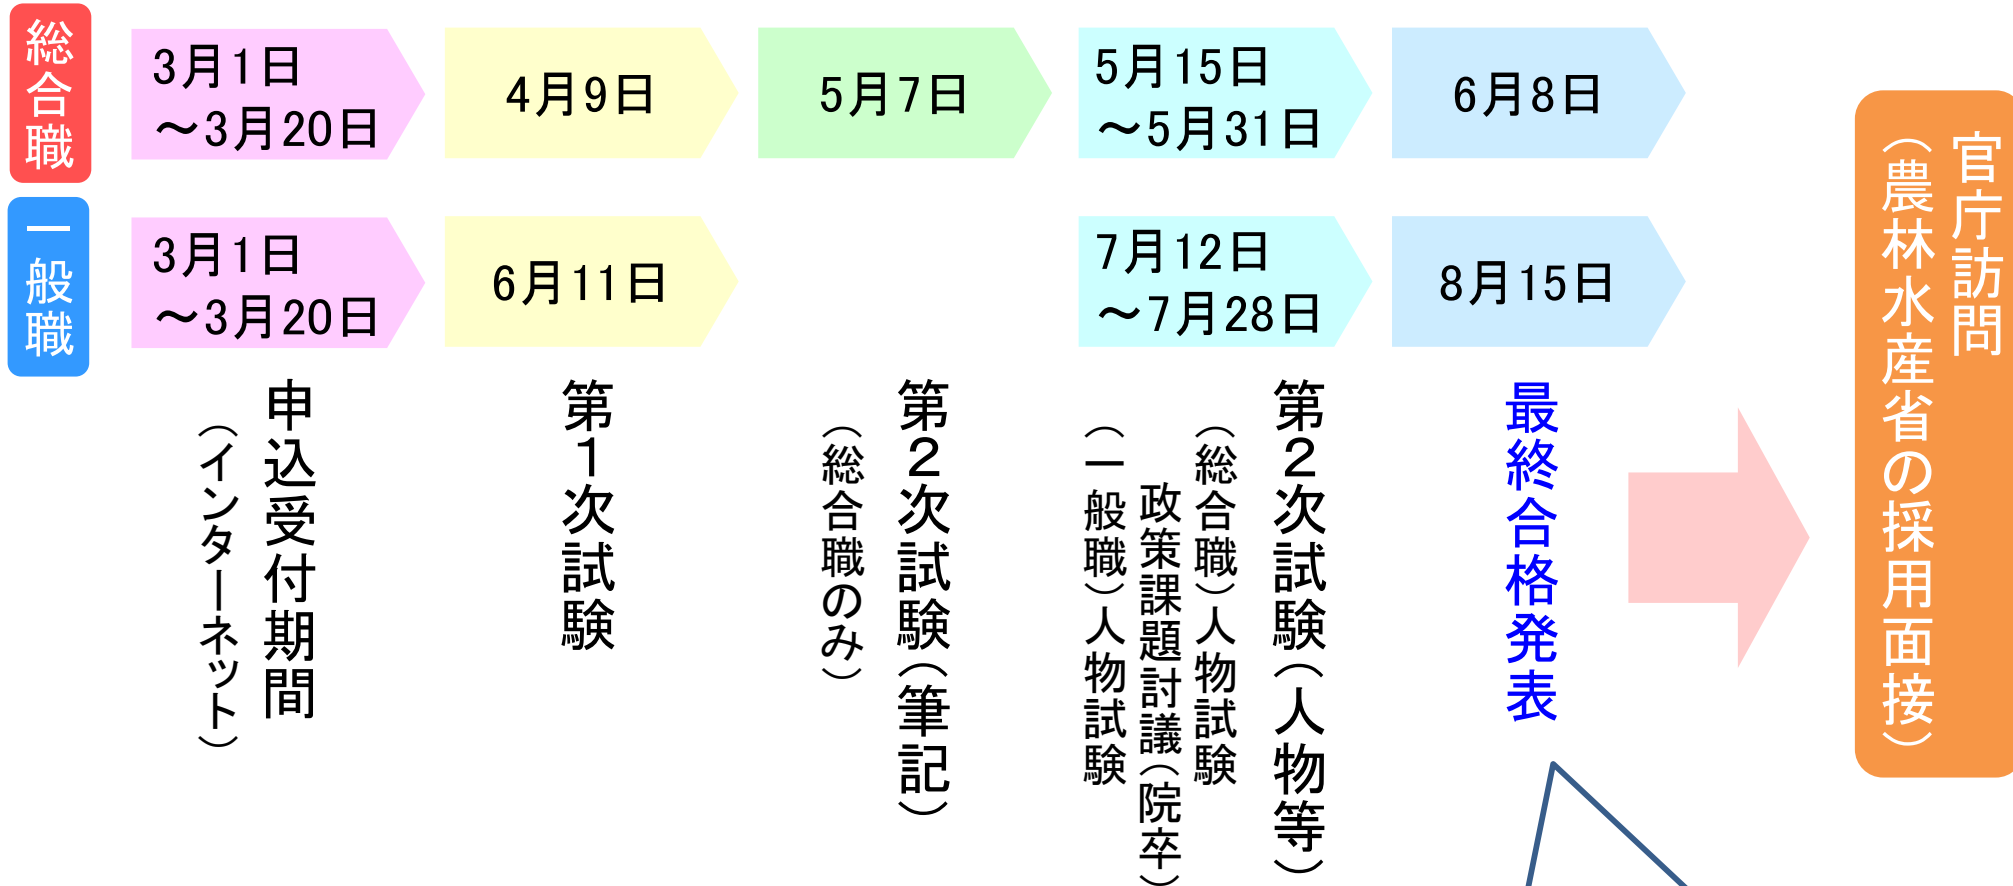 総合職
3月1日
～3月20日
4月9日
5月7日
5月15日
～5月31日
6月8日
一般職
3月1日
～3月20日
6月11日
7月12日
～7月28日
8月15日
申込受付期間
（インターネット）
第１次試験
第２次試験（筆記）
（総合職のみ）
第２次試験（人物等）
（総合職）人物試験
政策課題討議（院卒）
（一般職）人物試験
最終合格発表
官庁訪問
（農林水産省の採用面接）